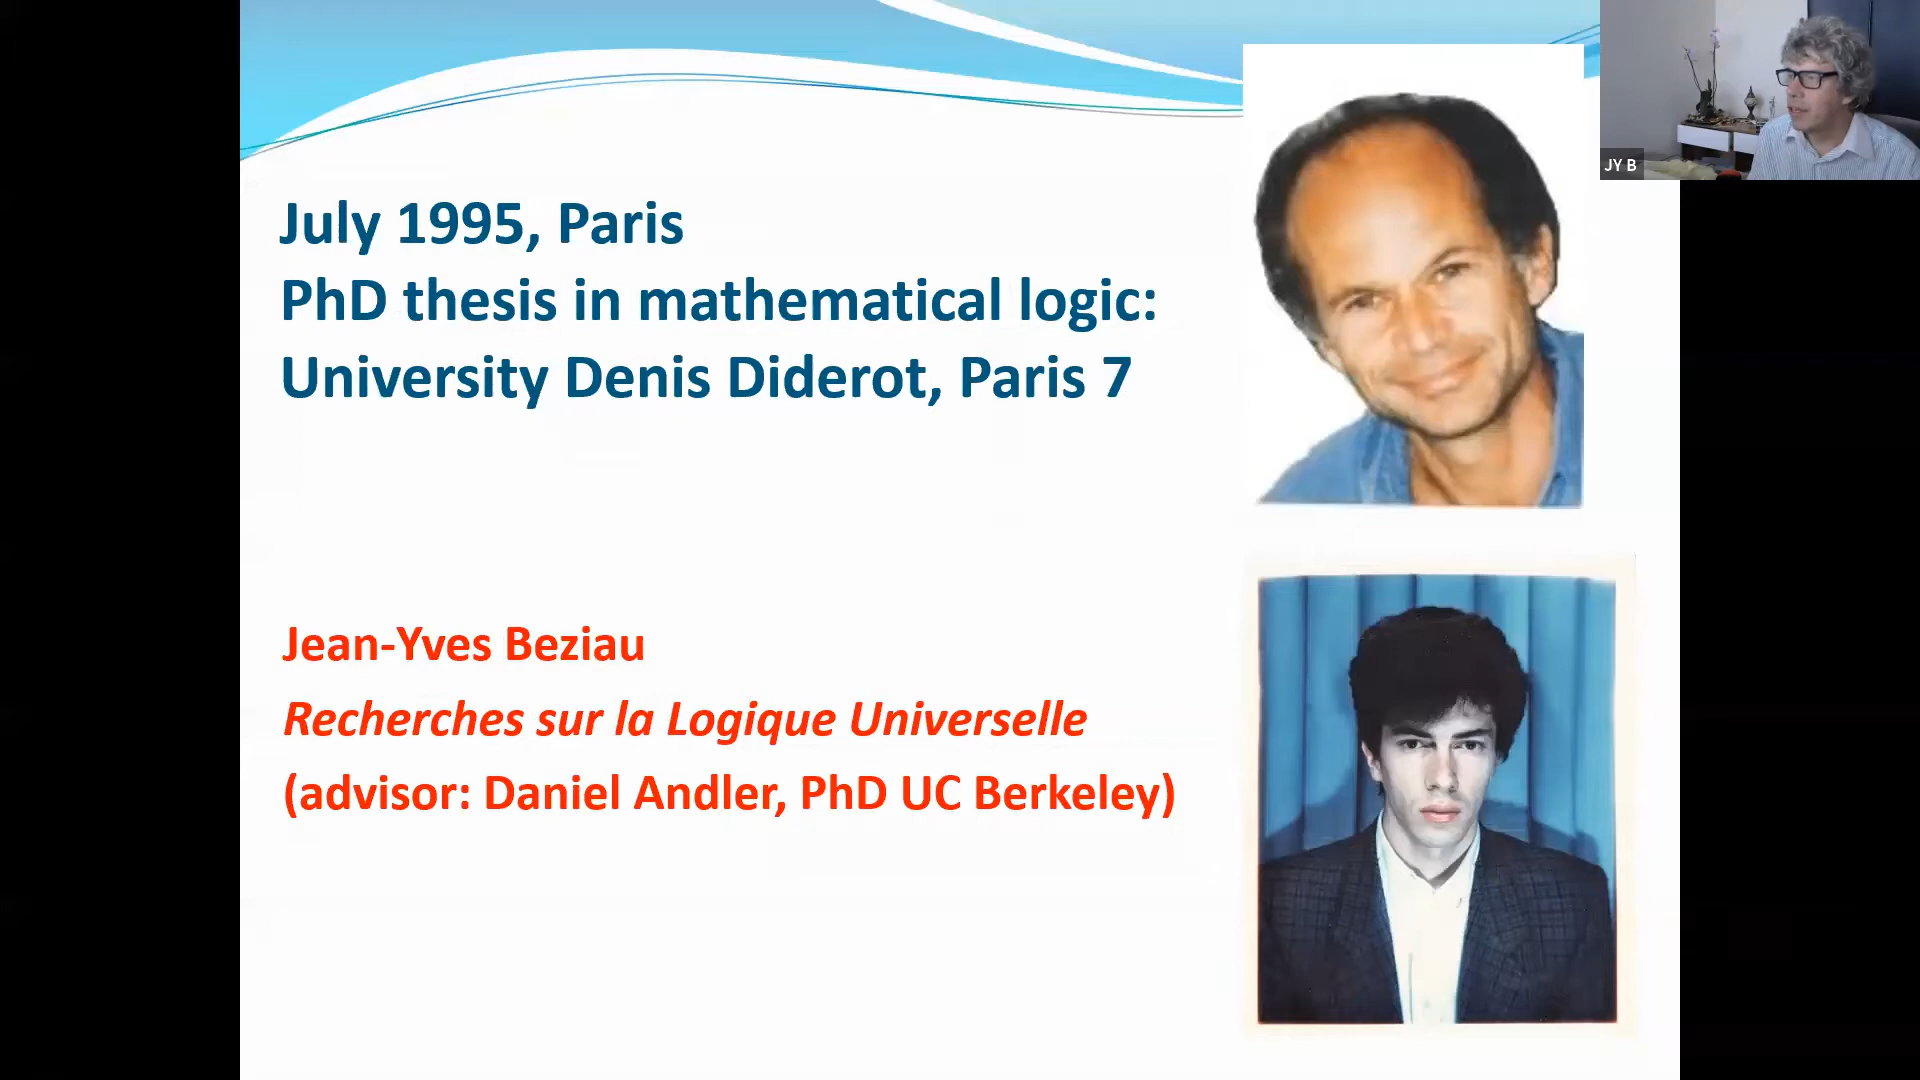 July 1995, Paris
PhD thesis in mathematical logic:
University Denis Diderot, Paris 7
Jean-Yves Beziau
Recherches sur la Logique Universelle
(advisor: Daniel Andler, PhD UC Berkeley)
JY B